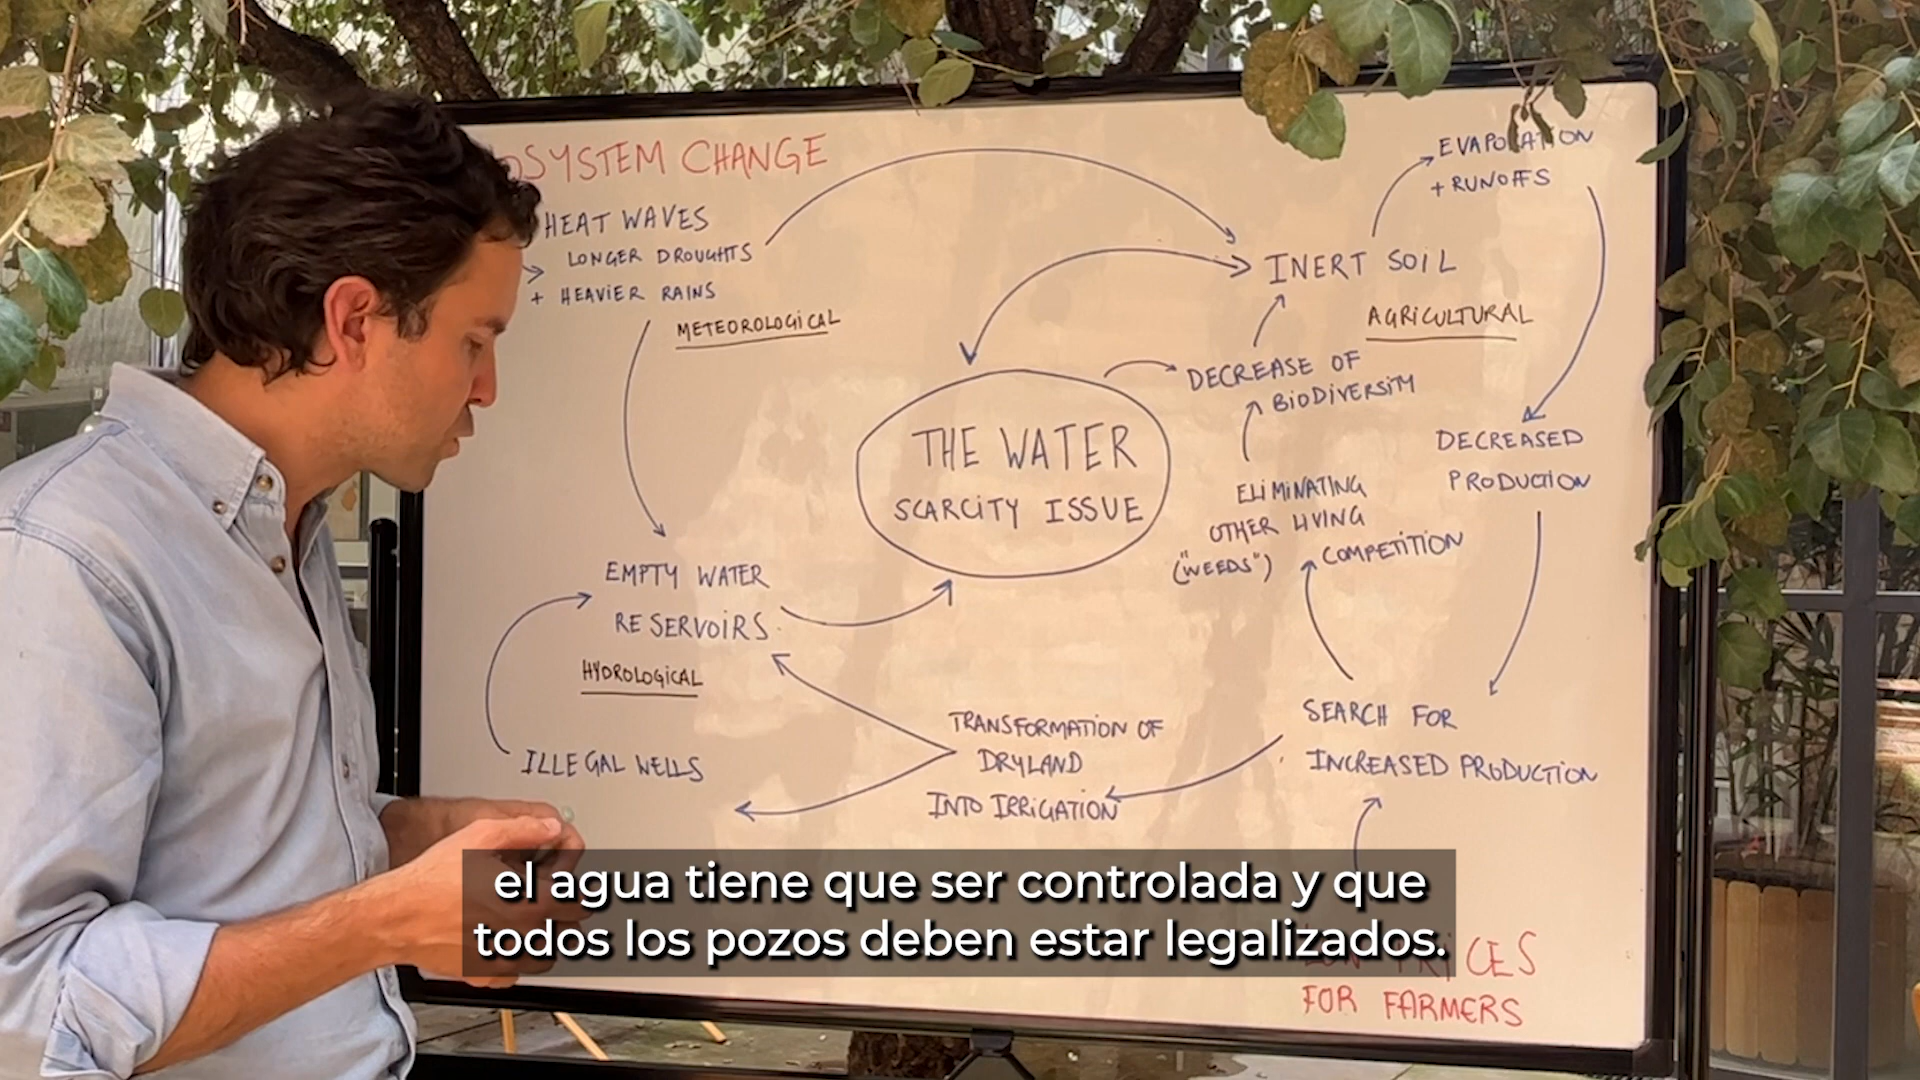 OSYSTEM CHANGE
HEAT WAVES
LONGER DROUGHTS
+ HEAVIER RAINS
METEOROLOGICAL
EVAPORATION
+ RUNOFFS
INERT SOIL
AGRICULTURAL
DECREASE OF
BIODIVERSITY
THE WATER
SCARCITY ISSUE
ELIMINATING
OTHER LIVING
("WEEDS") COMPETITION
DECREASED
PRODUCTION
EMPTY WATER
RESERVOIRS
HYDROLOGICAL
ILLEGAL WELLS
TRANSFORMATION OF
DRYLAND
INTO IRRIGATION
SEARCH FOR
INCREASED PRODUCTION
el agua tiene que ser controlada y que
todos los pozos deben estar legalizados.
FOR FARMERS